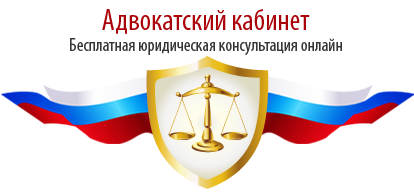 Адвокатский кабинет
Бесплатная юридическая консультация онлайн